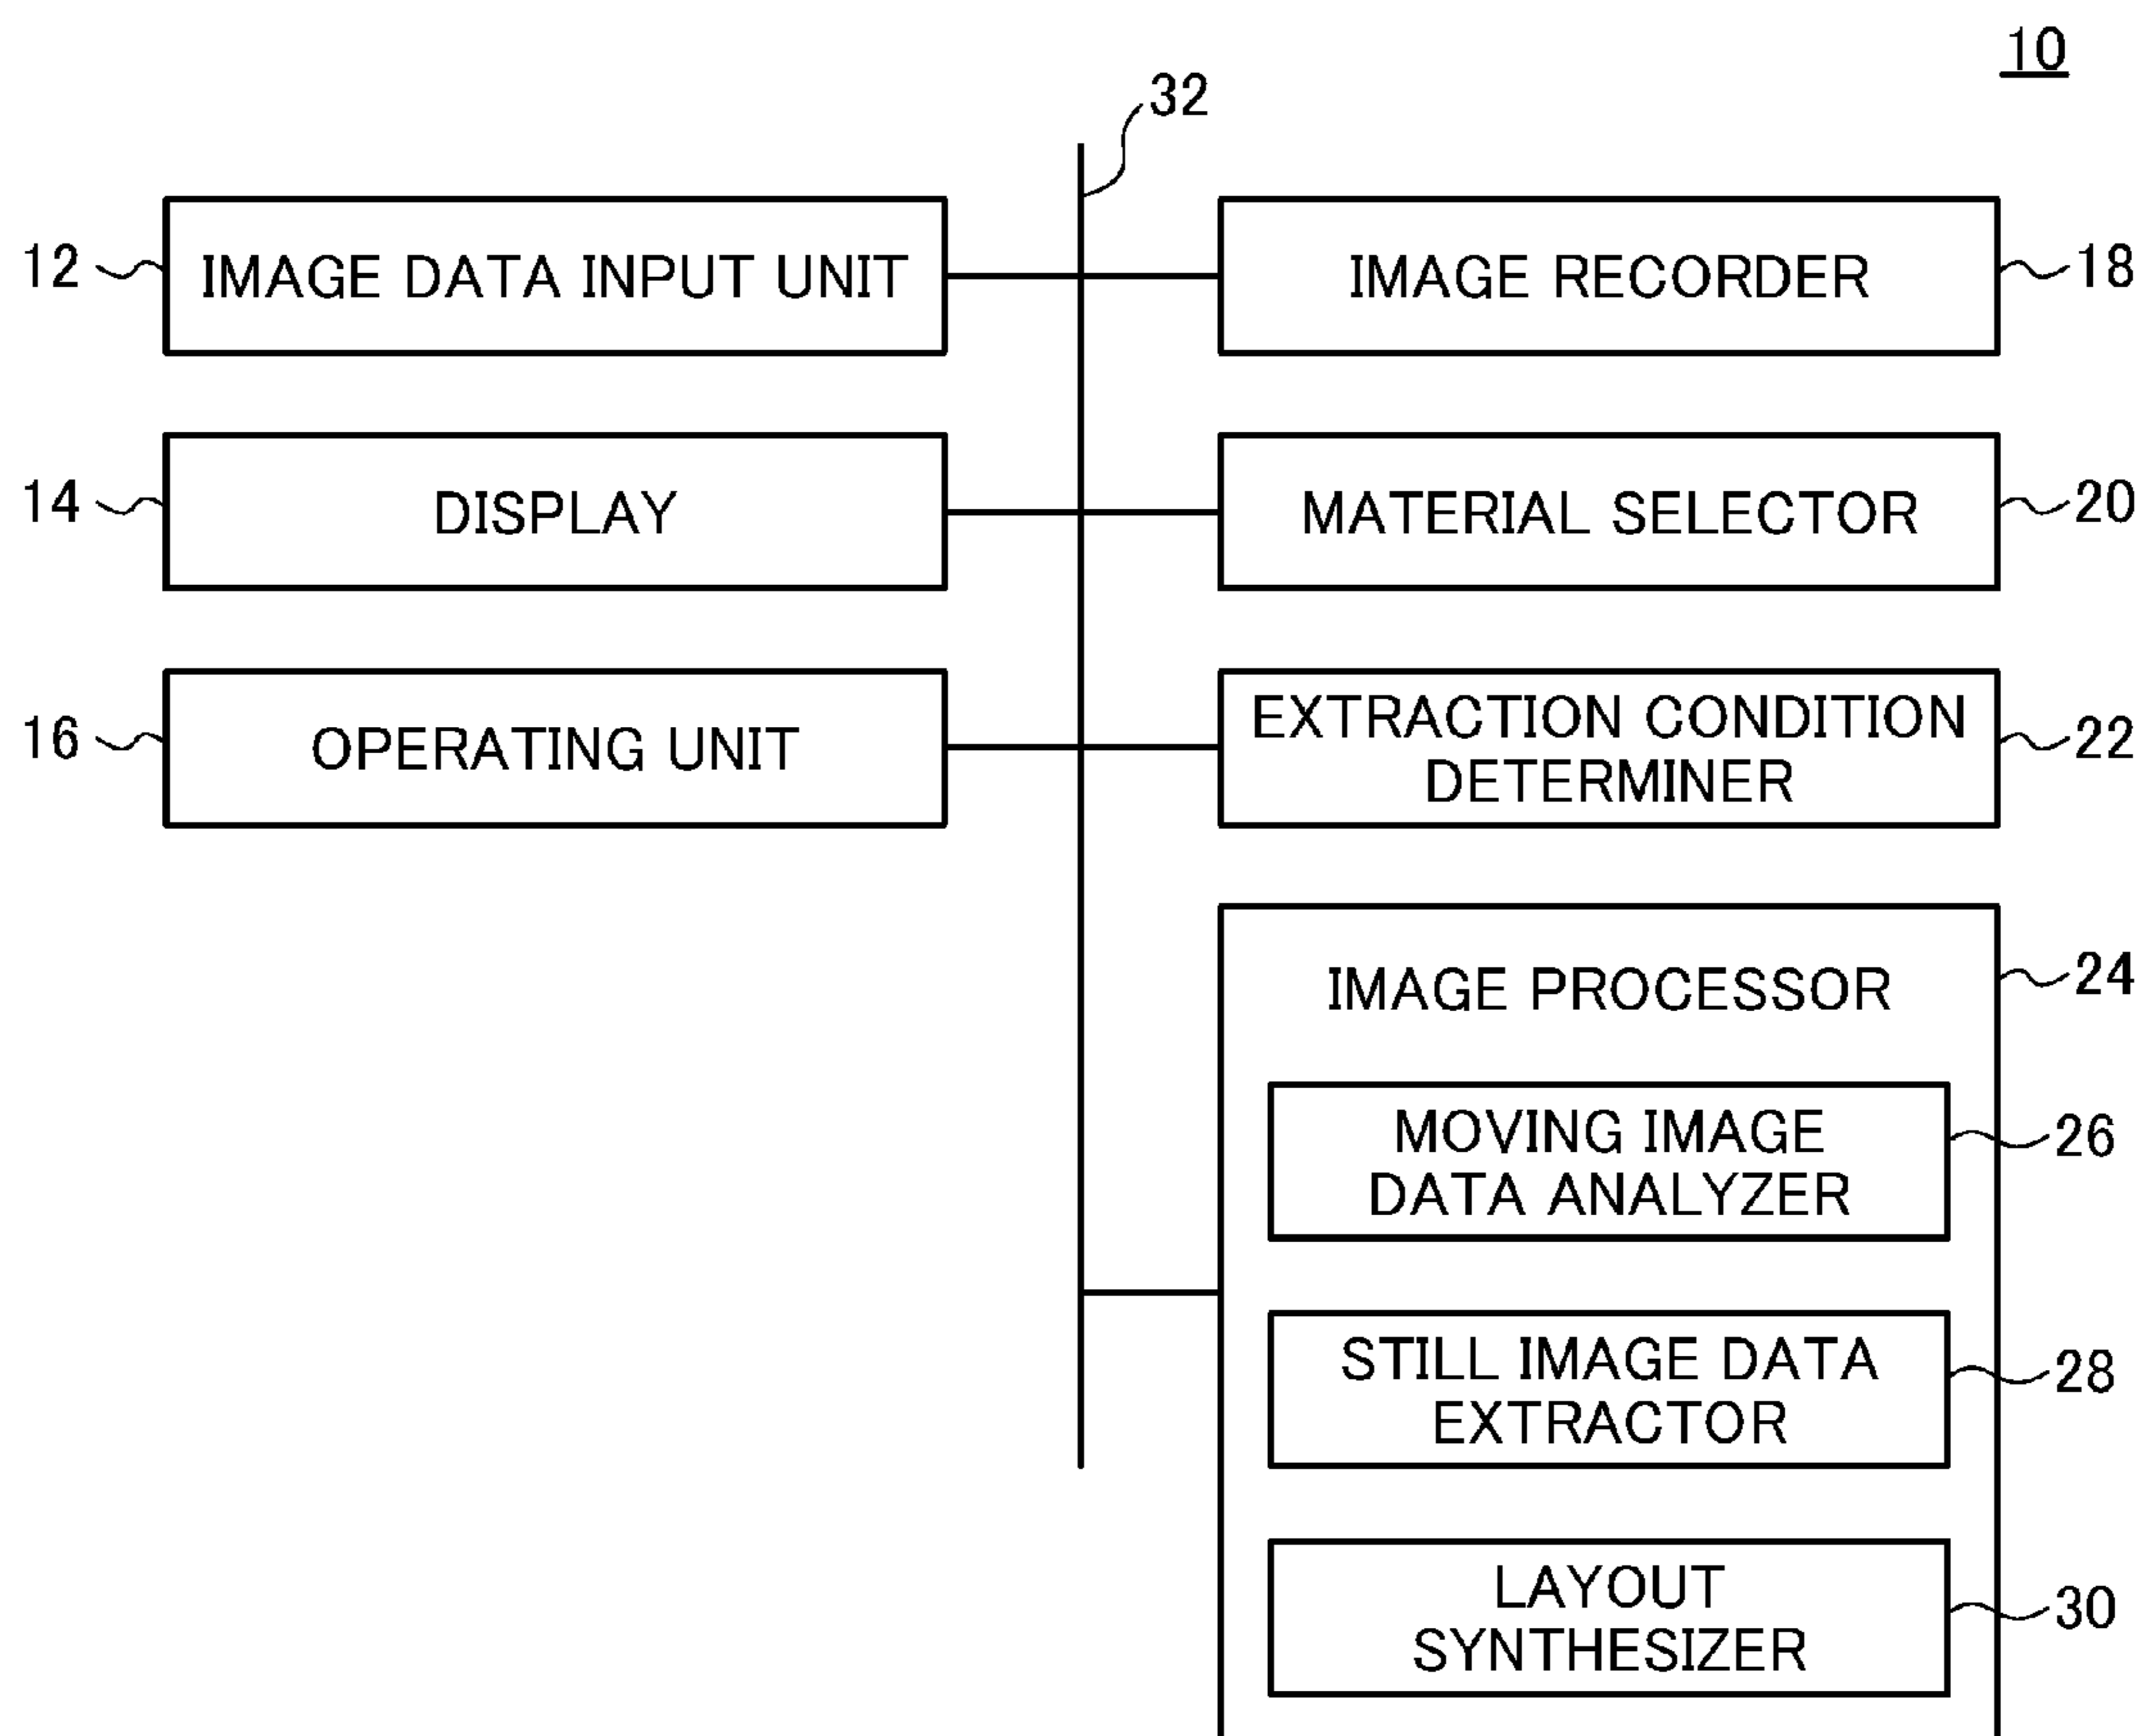 10
32
12
IMAGE DATA INPUT UNIT
IMAGE RECORDER
18
14
DISPLAY
MATERIAL SELECTOR
20
16
OPERATING UNIT
EXTRACTION CONDITION
DETERMINER
22
IMAGE PROCESSOR
24
MOVING IMAGE
DATA ANALYZER
26
STILL IMAGE DATA
EXTRACTOR
28
LAYOUT
SYNTHESIZER
30